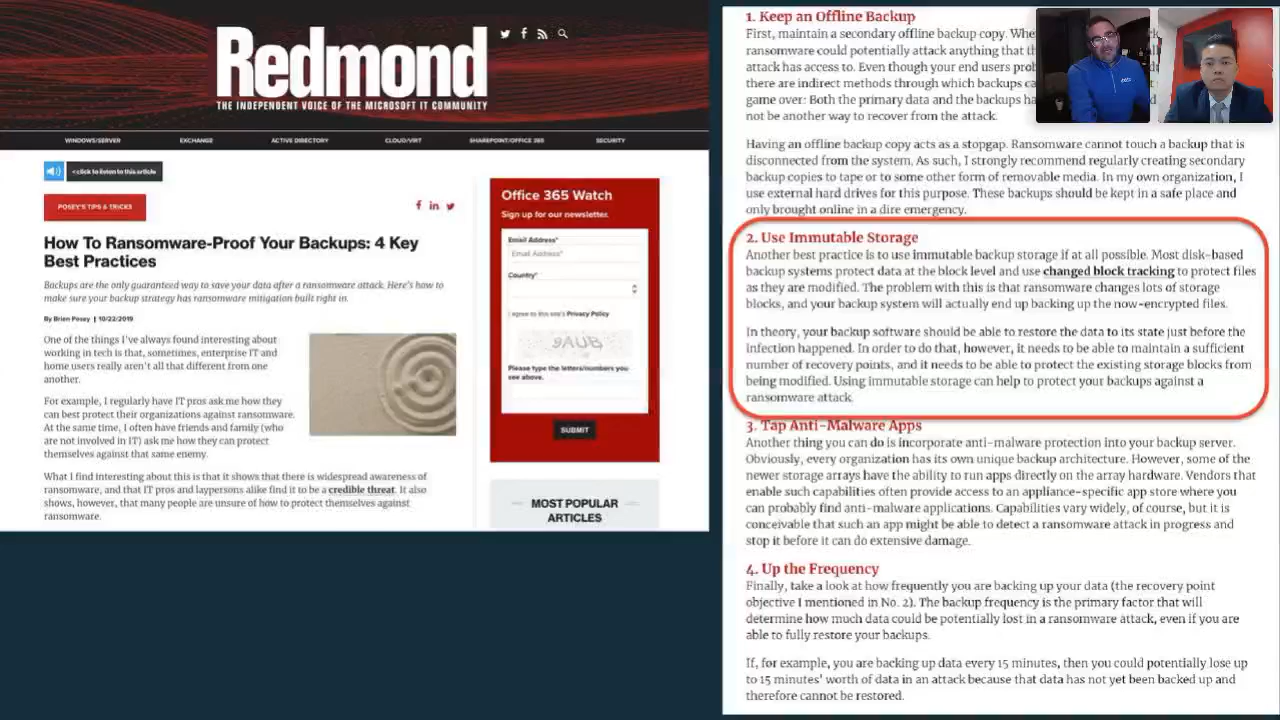 Redmond
THE INDEPENDENT VOICE OF THE MICROSOFT IT COMMUNITY
WINDOWS/SERVER EXCHANGE ACTIVE DIRECTORY CLOUD/VIRT SHAREPOINT/OFFICE 365 SECURITY
< click to listen to this article
POSEY'S TIPS & TRICKS
How To Ransomware-Proof Your Backups: 4 Key
Best Practices
Backups are the only guaranteed way to save your data after a ransomware attack. Here's how to
make sure your backup strategy has ransomware mitigation built right in.
By Brien Posey | 10/22/2019
One of the things I've always found interesting about
working in tech is that, sometimes, enterprise IT and
home users really aren't all that different from one
another.
For example, I regularly have IT pros ask me how they
can best protect their organizations against ransomware.
At the same time, I often have friends and family (who
are not involved in IT) ask me how they can protect
themselves against that same enemy.
What I find interesting about this is that it shows that there is widespread awareness of
ransomware, and that IT pros and laypersons alike find it to be a credible threat. It also
shows, however, that many people are unsure of how to protect themselves against
ransomware.
Office 365 Watch
Sign up for our newsletter.
Email Address*
Email Address*
Country*
I agree to this site's Privacy Policy
Please type the letters/numbers you
see above.
SUBMIT
MOST POPULAR
ARTICLES
1. Keep an Offline Backup
First, maintain a secondary offline backup copy.
ransomware could potentially attack anything that
attack has access to. Even though your end users
there are indirect methods through which backups
game over: Both the primary data and the backups
not be another way to recover from the attack.
Having an offline backup copy acts as a stopgap. Ransomware cannot touch a backup that is
disconnected from the system. As such, I strongly recommend regularly creating secondary
backup copies to tape or to some other form of removable media. In my own organization, I
use external hard drives for this purpose. These backups should be kept in a safe place and
only brought online in a dire emergency.
2. Use Immutable Storage
Another best practice is to use immutable backup storage if at all possible. Most disk-based
backup systems protect data at the block level and use changed block tracking to protect files
as they are modified. The problem with this is that ransomware changes lots of storage
blocks, and your backup system will actually end up backing up the now-encrypted files.
In theory, your backup software should be able to restore the data to its state just before the
infection happened. In order to do that, however, it needs to be able to maintain a sufficient
number of recovery points, and it needs to be able to protect the existing storage blocks from
being modified. Using immutable storage can help to protect your backups against a
ransomware attack.
3. Tap Anti-Malware Apps
Another thing you can do is incorporate anti-malware protection into your backup server.
Obviously, every organization has its own unique backup architecture. However, some of the
newer storage arrays have the ability to run apps directly on the array hardware. Vendors that
enable such capabilities often provide access to an appliance-specific app store where you
can probably find anti-malware applications. Capabilities vary widely, of course, but it is
conceivable that such an app might be able to detect a ransomware attack in progress and
stop it before it can do extensive damage.
4. Up the Frequency
Finally, take a look at how frequently you are backing up your data (the recovery point
objective I mentioned in No. 2). The backup frequency is the primary factor that will
determine how much data could be potentially lost in a ransomware attack, even if you are
able to fully restore your backups.
If, for example, you are backing up data every 15 minutes, then you could potentially lose up
to 15 minutes' worth of data in an attack because that data has not yet been backed up and
therefore cannot be restored.